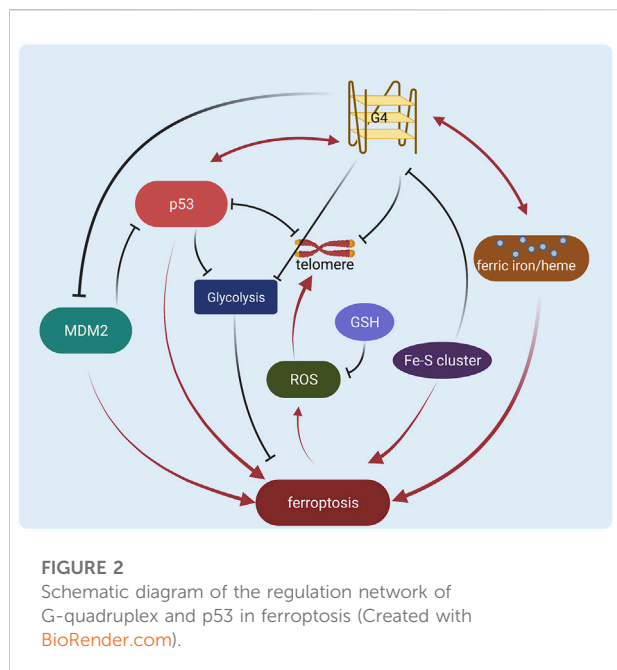 G4
p53
telomere
ferric iron/heme
Glycolysis
GSH
MDM2
Fe-S cluster
ROS
ferroptosis
FIGURE 2
Schematic diagram of the regulation network of
G-quadruplex and p53 in ferroptosis (Created with
BioRender.com).